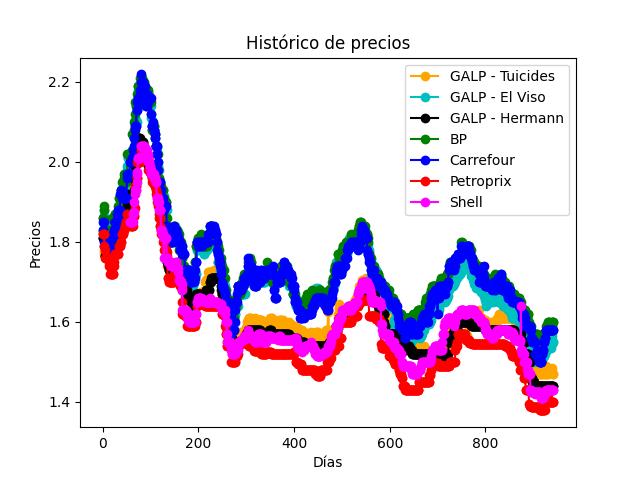 Histórico de precios
GALP - Tuicides
GALP - El Viso
GALP - Hermann
BP
Carrefour
Petroprix
Shell
Precios
2.2
2.0
1.8
1.6
1.4
0
200
400
600
800
Días